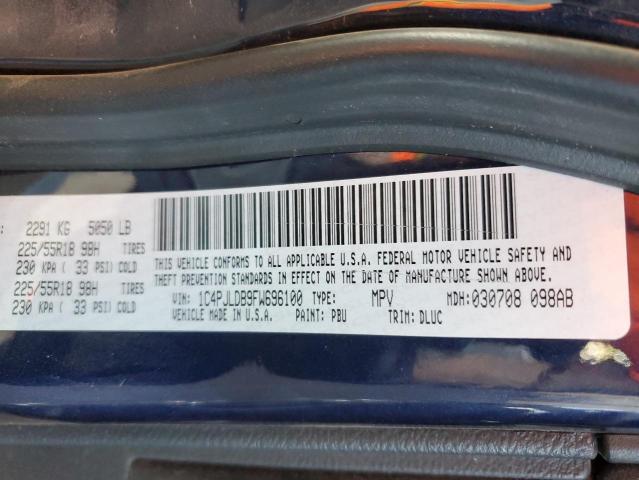 : 2291 KG 5050 LB
225/55R18 98H TIRES
230 KPA ( 33 PSI) COLD
225/55R18 98H TIRES
230 KPA ( 33 PSI) COLD
THIS VEHICLE CONFORMS TO ALL APPLICABLE U.S.A. FEDERAL MOTOR VEHICLE SAFETY AND
THEFT PREVENTION STANDARDS IN EFFECT ON THE DATE OF MANUFACTURE SHOWN ABOVE.
VIN: 1C4PJLDB9FW696100 TYPE: MPV MDH: 030708 098AB
VEHICLE MADE IN U.S.A. PAINT: PBU TRIM: DLUC